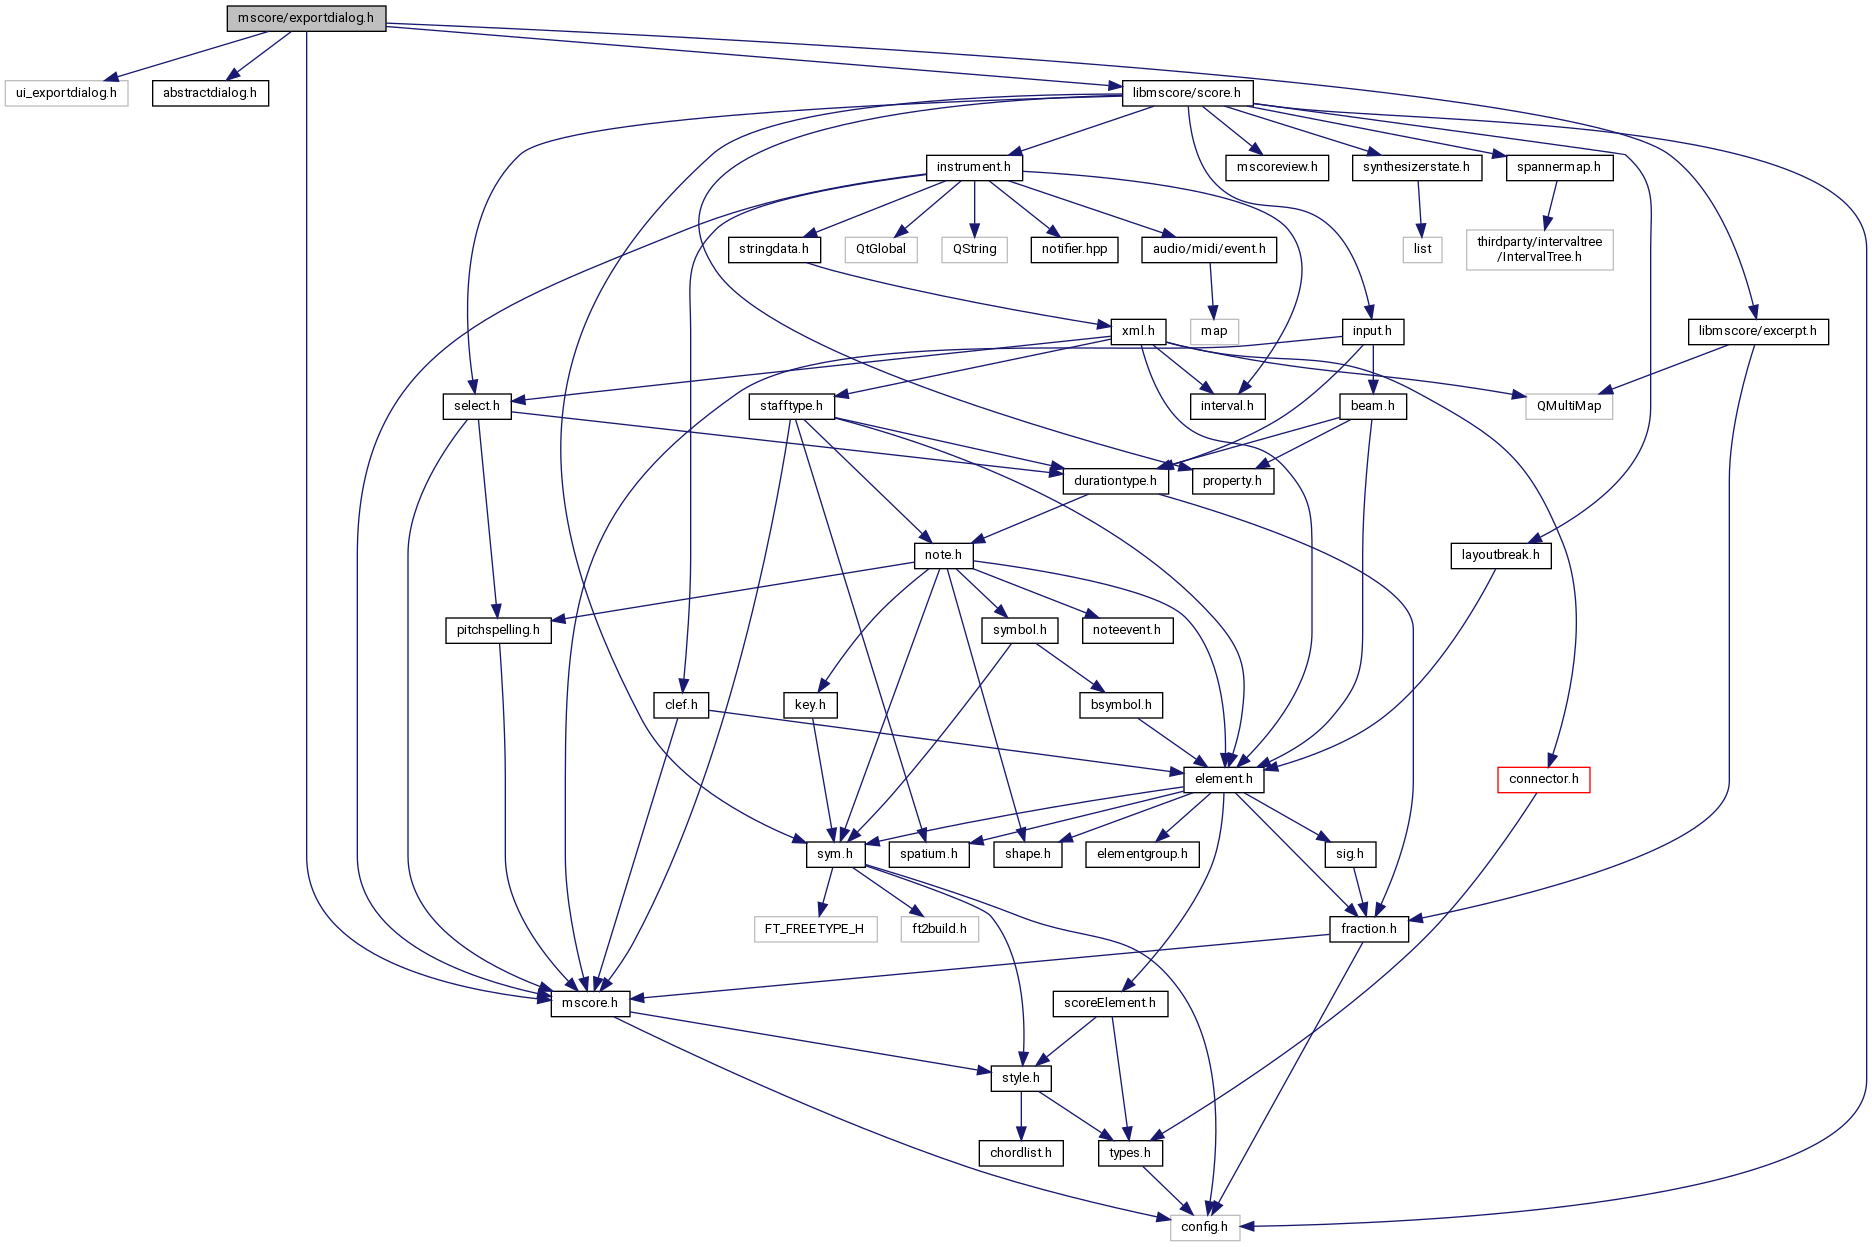 mscore/exportdialog.h
ui_exportdialog.h
abstractdialog.h
libmscore/score.h
instrument.h
mscoreview.h
synthesizerstate.h
spannermap.h
stringdata.h
QtGlobal
QString
notifier.hpp
audio/midi/event.h
list
thirdparty/intervaltree
/IntervalTree.h
xml.h
map
input.h
libmscore/excerpt.h
select.h
stafftype.h
interval.h
beam.h
QMultiMap
durationtype.h
property.h
note.h
layoutbreak.h
pitchspelling.h
symbol.h
noteevent.h
clef.h
key.h
bsymbol.h
element.h
connector.h
sym.h
spatium.h
shape.h
elementgroup.h
sig.h
FT_FREETYPE_H
ft2build.h
fraction.h
mscore.h
scoreElement.h
style.h
chordlist.h
types.h
config.h